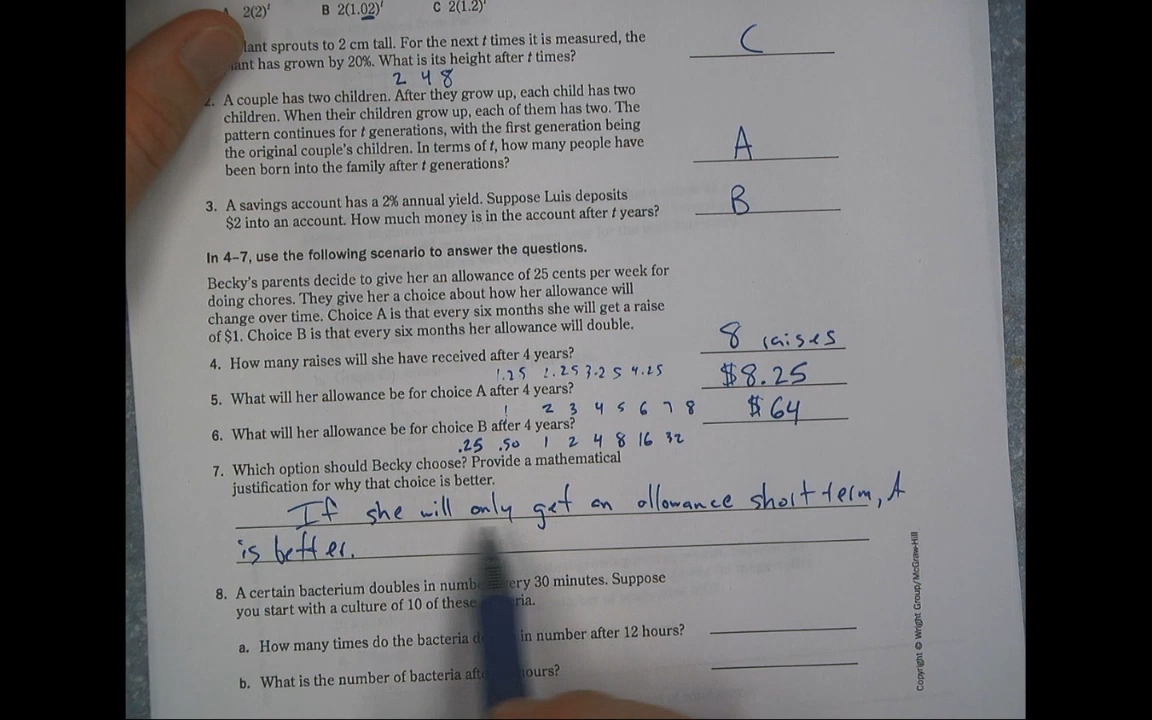 A 2(2)ᵗ B 2(1.02)ᵗ C 2(1.2)ᵗ
lant sprouts to 2 cm tall. For the next t times it is measured, the
ant has grown by 20%. What is its height after t times?
C
2 4 8
2. A couple has two children. After they grow up, each child has two
children. When their children grow up, each of them has two. The
pattern continues for t generations, with the first generation being
the original couple's children. In terms of t, how many people have
been born into the family after t generations?
A
3. A savings account has a 2% annual yield. Suppose Luis deposits
$2 into an account. How much money is in the account after t years?
B
In 4–7, use the following scenario to answer the questions.
Becky's parents decide to give her an allowance of 25 cents per week for
doing chores. They give her a choice about how her allowance will
change over time. Choice A is that every six months she will get a raise
of $1. Choice B is that every six months her allowance will double.
4. How many raises will she have received after 4 years?
8 raises
1.25 2.25 3.25 4.25
5. What will her allowance be for choice A after 4 years?
$8.25
1 2 3 4 5 6 7 8
6. What will her allowance be for choice B after 4 years?
$64
.25 .50 1 2 4 8 16 32
7. Which option should Becky choose? Provide a mathematical
justification for why that choice is better.
If she will only get an allowance short term, A
is better.
8. A certain bacterium doubles in numb ery 30 minutes. Suppose
you start with a culture of 10 of these ria.
a. How many times do the bacteria d in number after 12 hours?
b. What is the number of bacteria aft ours?
Copyright © Wright Group/McGraw-Hill